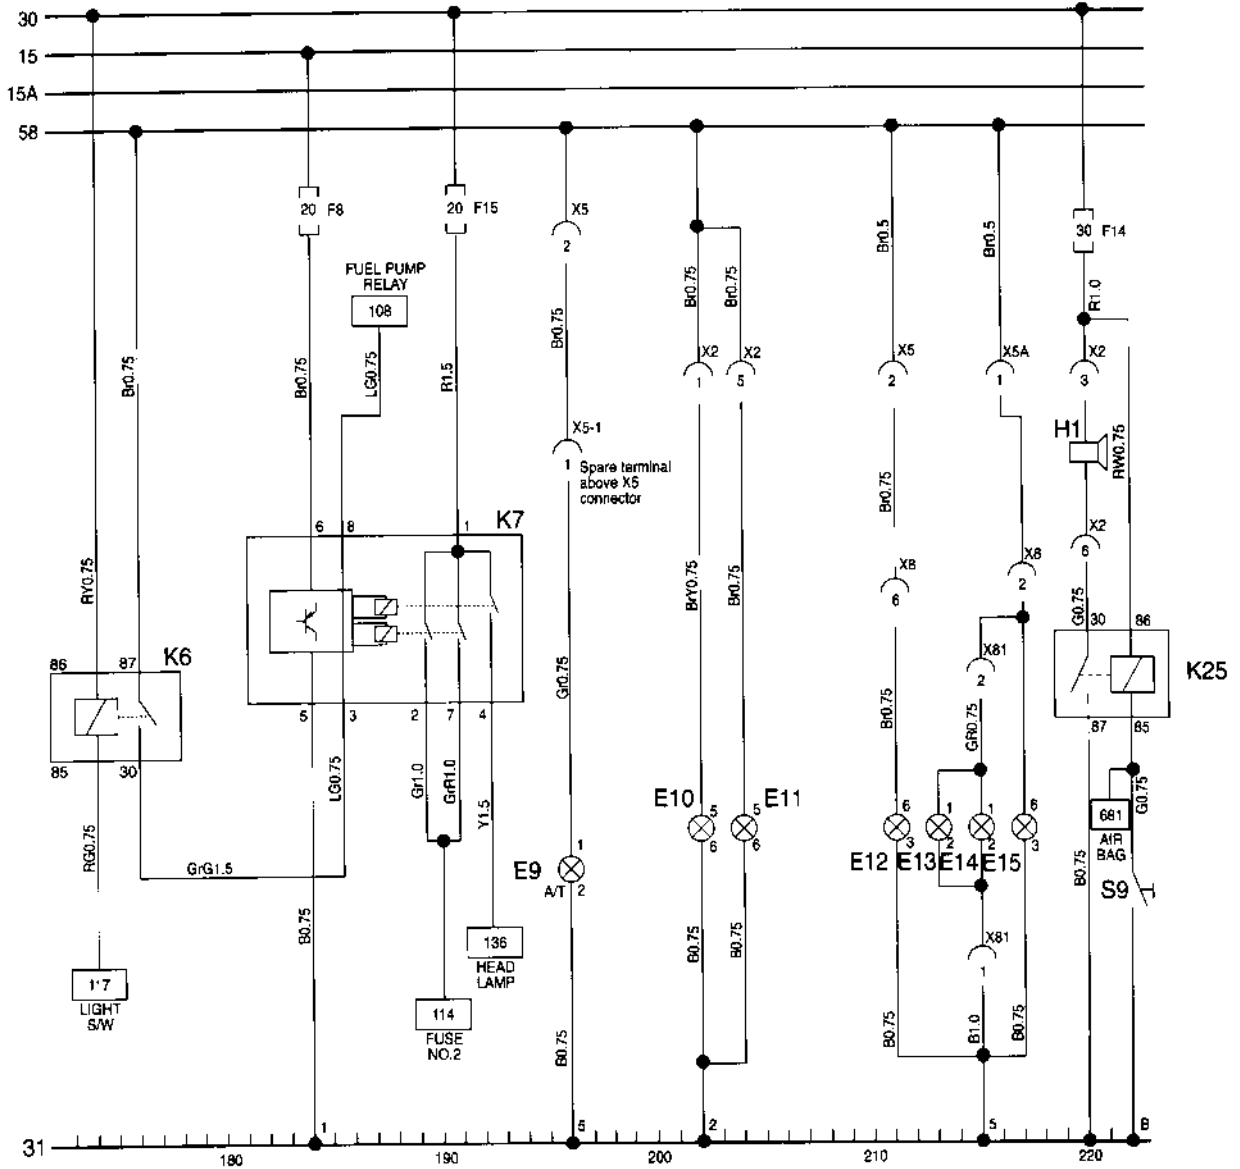 30
15
15A
58
20 F8
20 F15
X5
2
Br0.5
Br0.5
30 F14
FUEL PUMP
RELAY
108
Br0.75
Br0.75
LG0.75
R1.5
Br0.75
Br0.75
Br0.75
R1.0
X2
1
X2
5
X5
2
X5A
1
X2
3
X5-1
1
Spare terminal
above X5
connector
H1
RW0.75
Br0.75
X2
6
6 8 K7 1
RY0.75
BrY0.75
Br0.75
X8
6
X8
2
G0.75
30 86
K25
87 85
X81
2
86 87 K6
85 30
5 3 2 7 4
Gr0.75
Br0.75
GR0.75
LG0.75
Gr1.0
GrR1.0
Y1.5
G0.75
E10 5 6
5 E11 6
6 3
1 2
1 2
6 3
E12 E13 E14 E15
681
AIR
BAG
S9
RG0.75
GrG1.5
E9
A/T
1
2
B0.75
B0.75
B0.75
B0.75
136
HEAD
LAMP
X81
1
117
LIGHT
S/W
114
FUSE
NO.2
B0.75
B0.75
B1.0
B0.75
31
1 5 2 5 8
180 190 200 210 220